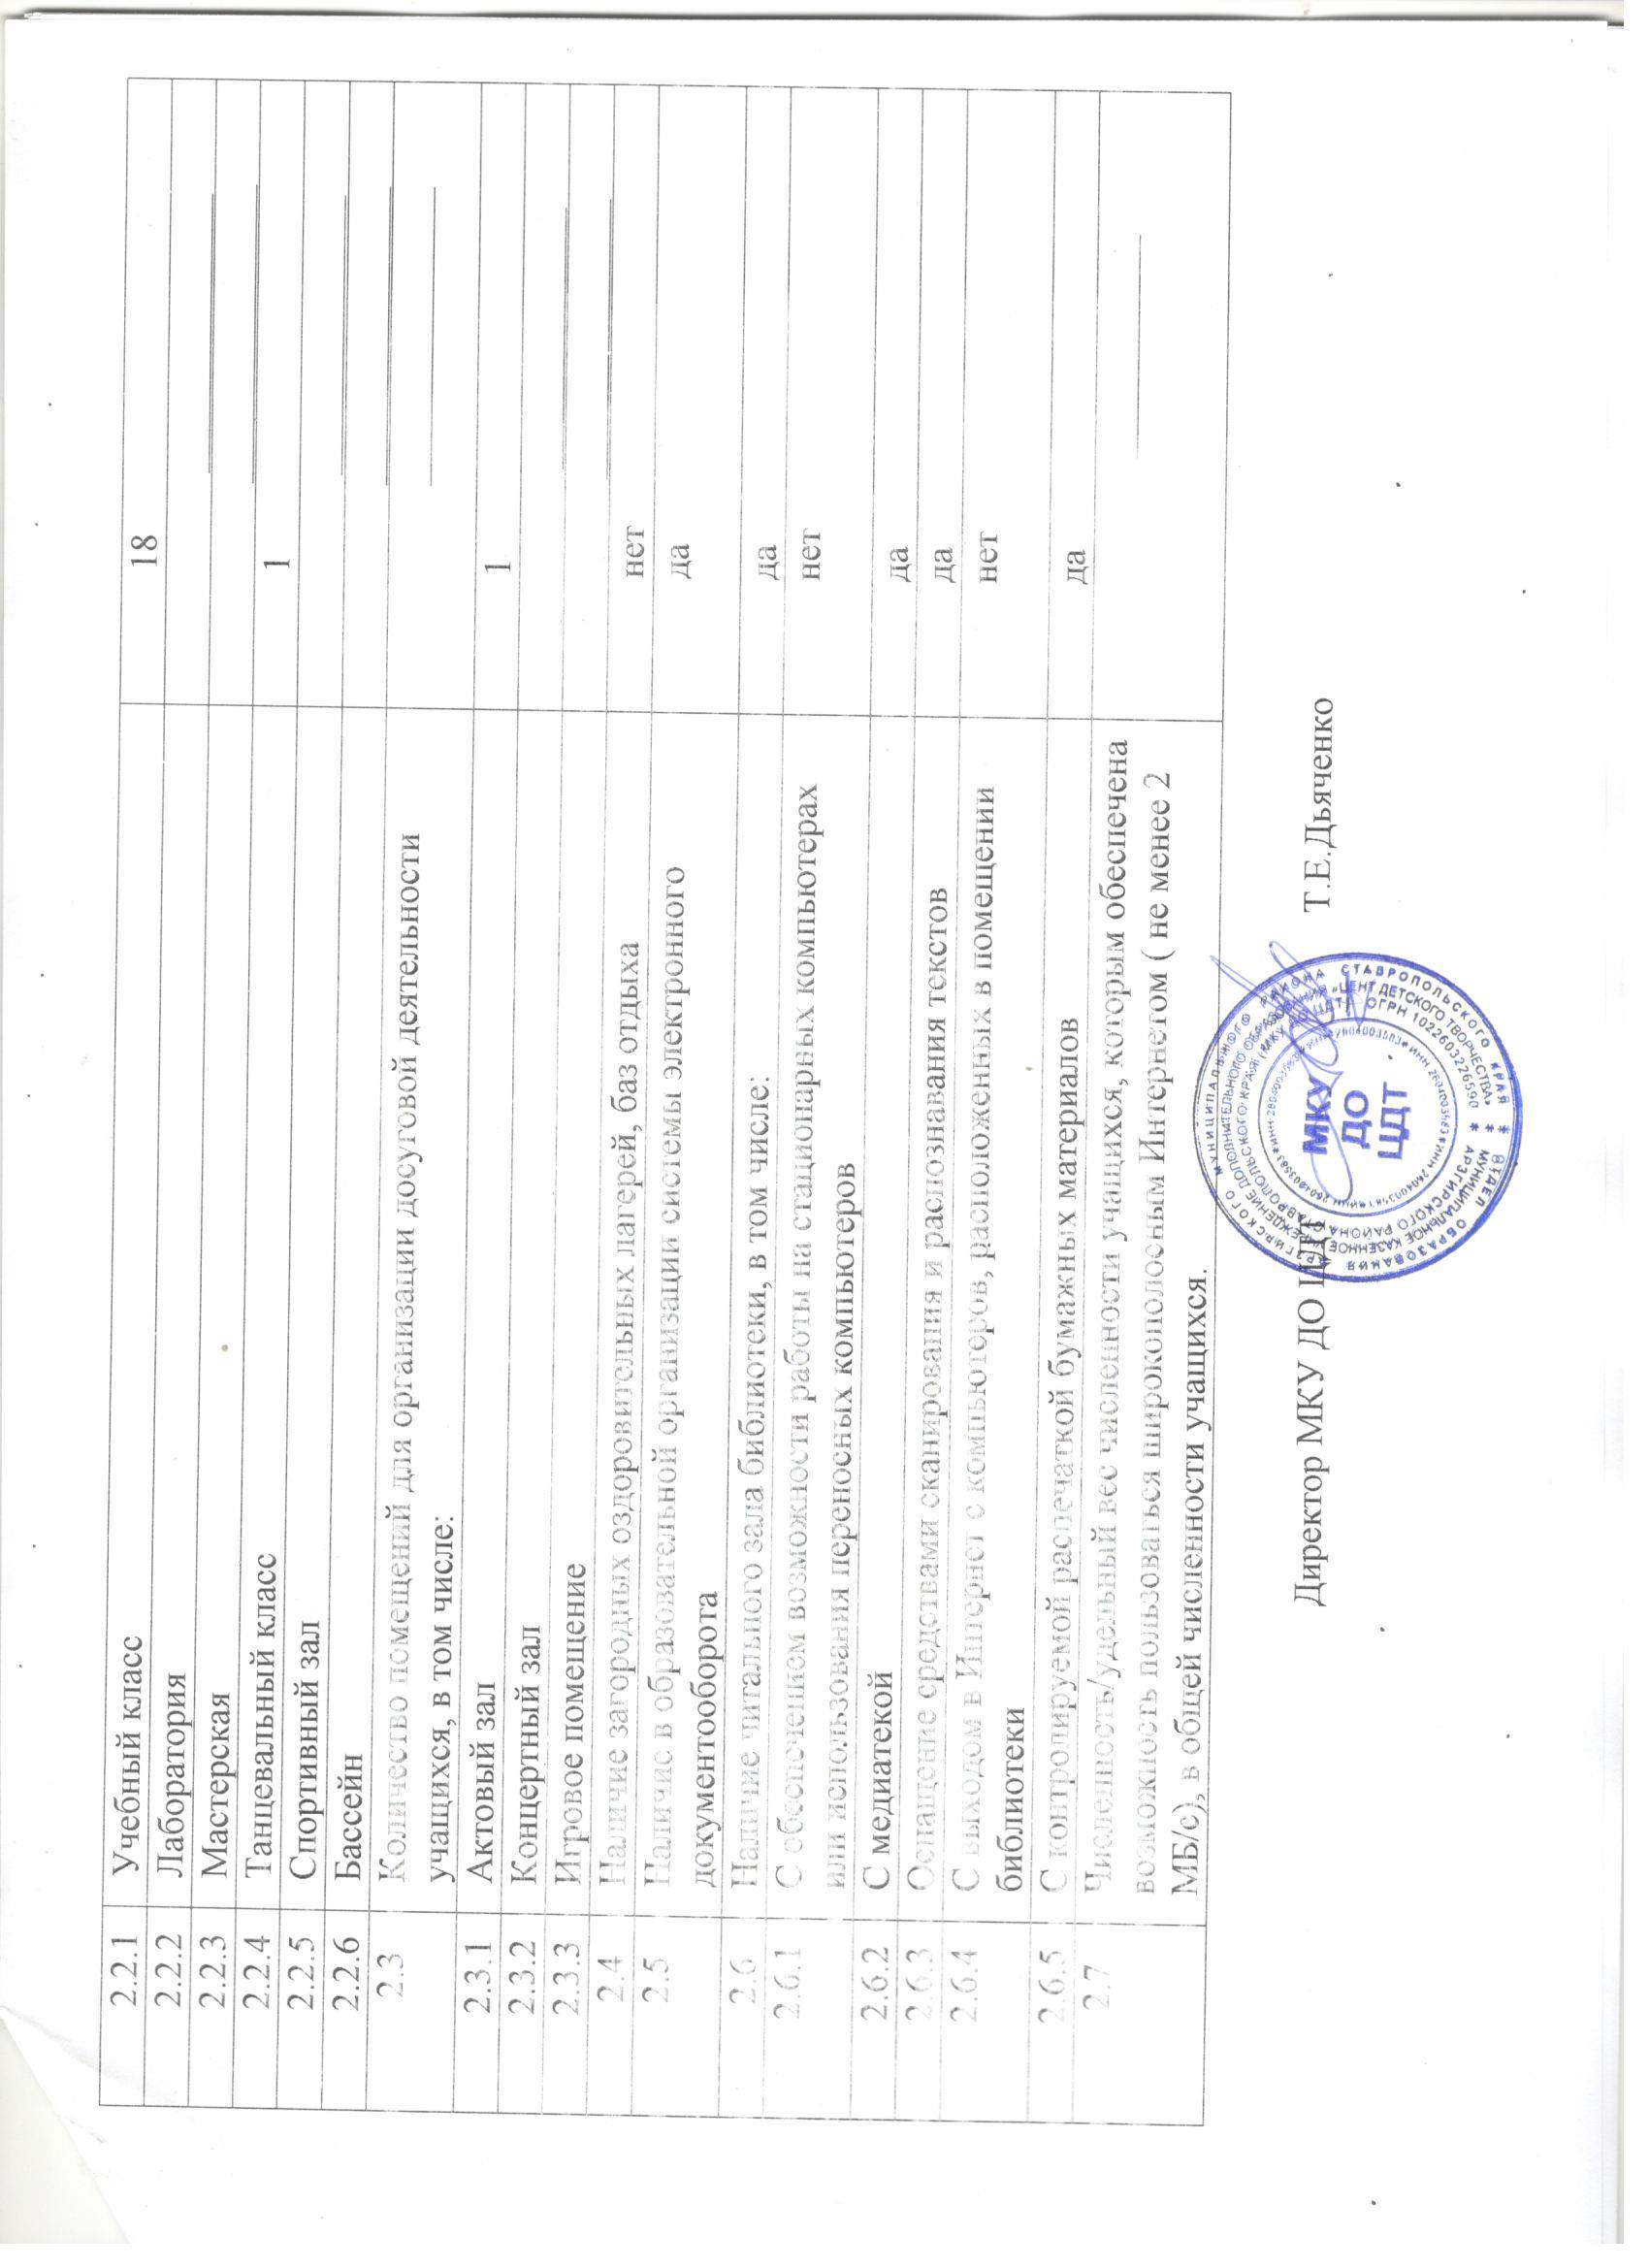 2.2.1 Учебный класс 18
2.2.2 Лаборатория
2.2.3 Мастерская
2.2.4 Танцевальный класс 1
2.2.5 Спортивный зал
2.2.6 Бассейн
2.3 Количество помещений для организации досуговой деятельности
учащихся, в том числе:
2.3.1 Актовый зал 1
2.3.2 Концертный зал
2.3.3 Игровое помещение
2.4 Наличие загородных оздоровительных лагерей, баз отдыха нет
2.5 Наличие в образовательной организации системы электронного да
документооборота
2.6 Наличие читального зала библиотеки, в том числе: да
2.6.1 С обеспечением возможности работы на стационарных компьютерах нет
или использования переносных компьютеров
2.6.2 С медиатекой да
2.6.3 Оснащение средствами сканирования и распознавания текстов да
2.6.4 С выходом в Интернет с компьютеров, расположенных в помещении нет
библиотеки
2.6.5 С контролируемой распечаткой бумажных материалов да
2.7 Численность/удельный вес численности учащихся, которым обеспечена
возможность пользоваться широкополосным Интернетом ( не менее 2
МБ/с), в общей численности учащихся.
Директор МКУ ДО ЦДТ Т.Е.Дьяченко
МКУ
ДО
ЦДТ